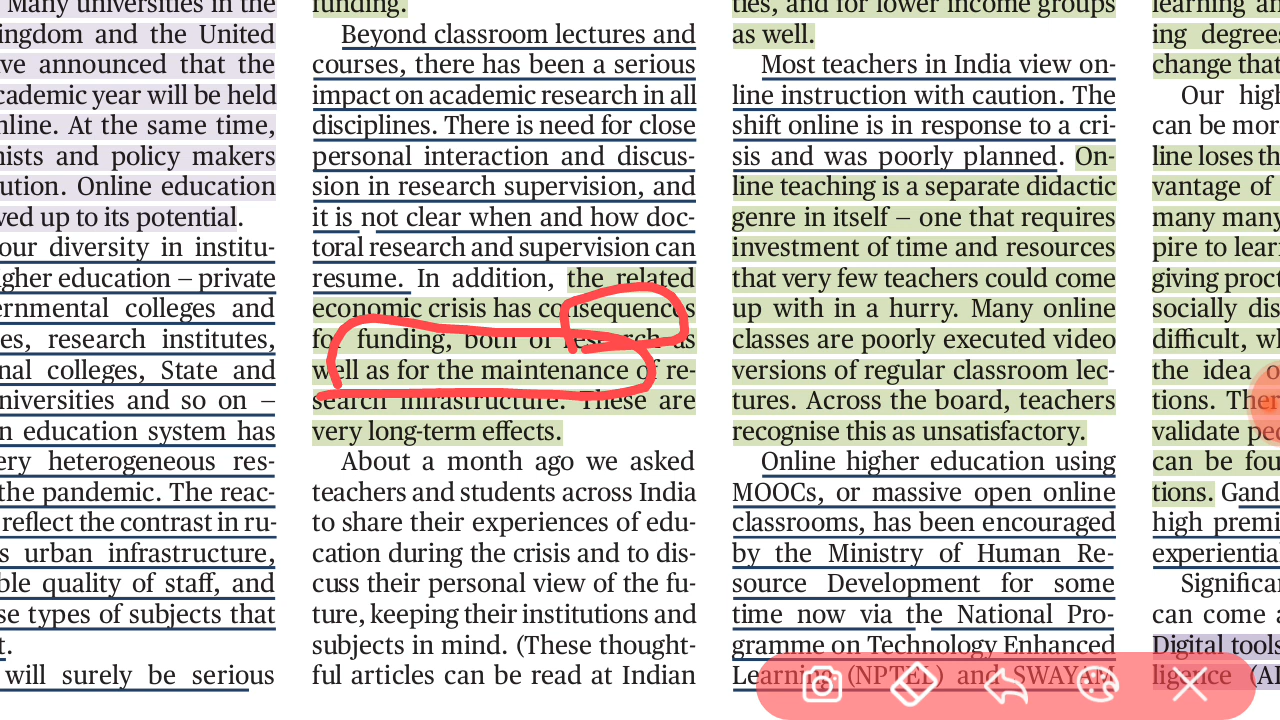 Many universities in the
ingdom and the United
ve announced that the
cademic year will be held
nline. At the same time,
nists and policy makers
ution. Online education
ved up to its potential.
our diversity in institu-
gher education – private
ernmental colleges and
es, research institutes,
nal colleges, State and
niversities and so on –
n education system has
ery heterogeneous res-
the pandemic. The reac-
reflect the contrast in ru-
s urban infrastructure,
ble quality of staff, and
se types of subjects that
t.
will surely be serious
funding.
Beyond classroom lectures and
courses, there has been a serious
impact on academic research in all
disciplines. There is need for close
personal interaction and discus-
sion in research supervision, and
it is not clear when and how doc-
toral research and supervision can
resume. In addition, the related
economic crisis has consequences
for funding, both of research as
well as for the maintenance of re-
search infrastructure. These are
very long-term effects.
About a month ago we asked
teachers and students across India
to share their experiences of edu-
cation during the crisis and to dis-
cuss their personal view of the fu-
ture, keeping their institutions and
subjects in mind. (These thought-
ful articles can be read at Indian
ties, and for lower income groups
as well.
Most teachers in India view on-
line instruction with caution. The
shift online is in response to a cri-
sis and was poorly planned. On-
line teaching is a separate didactic
genre in itself – one that requires
investment of time and resources
that very few teachers could come
up with in a hurry. Many online
classes are poorly executed video
versions of regular classroom lec-
tures. Across the board, teachers
recognise this as unsatisfactory.
Online higher education using
MOOCs, or massive open online
classrooms, has been encouraged
by the Ministry of Human Re-
source Development for some
time now via the National Pro-
gramme on Technology Enhanced
Learning (NPTEL) and SWAYAM
learning an
ing degrees
change that
Our high
can be mor
line loses th
vantage of
many many
pire to learn
giving proct
socially dis
difficult, wh
the idea o
tions. Ther
validate peo
can be fou
tions. Gand
high premi
experiential
Significan
can come a
Digital tools
ligence (AI